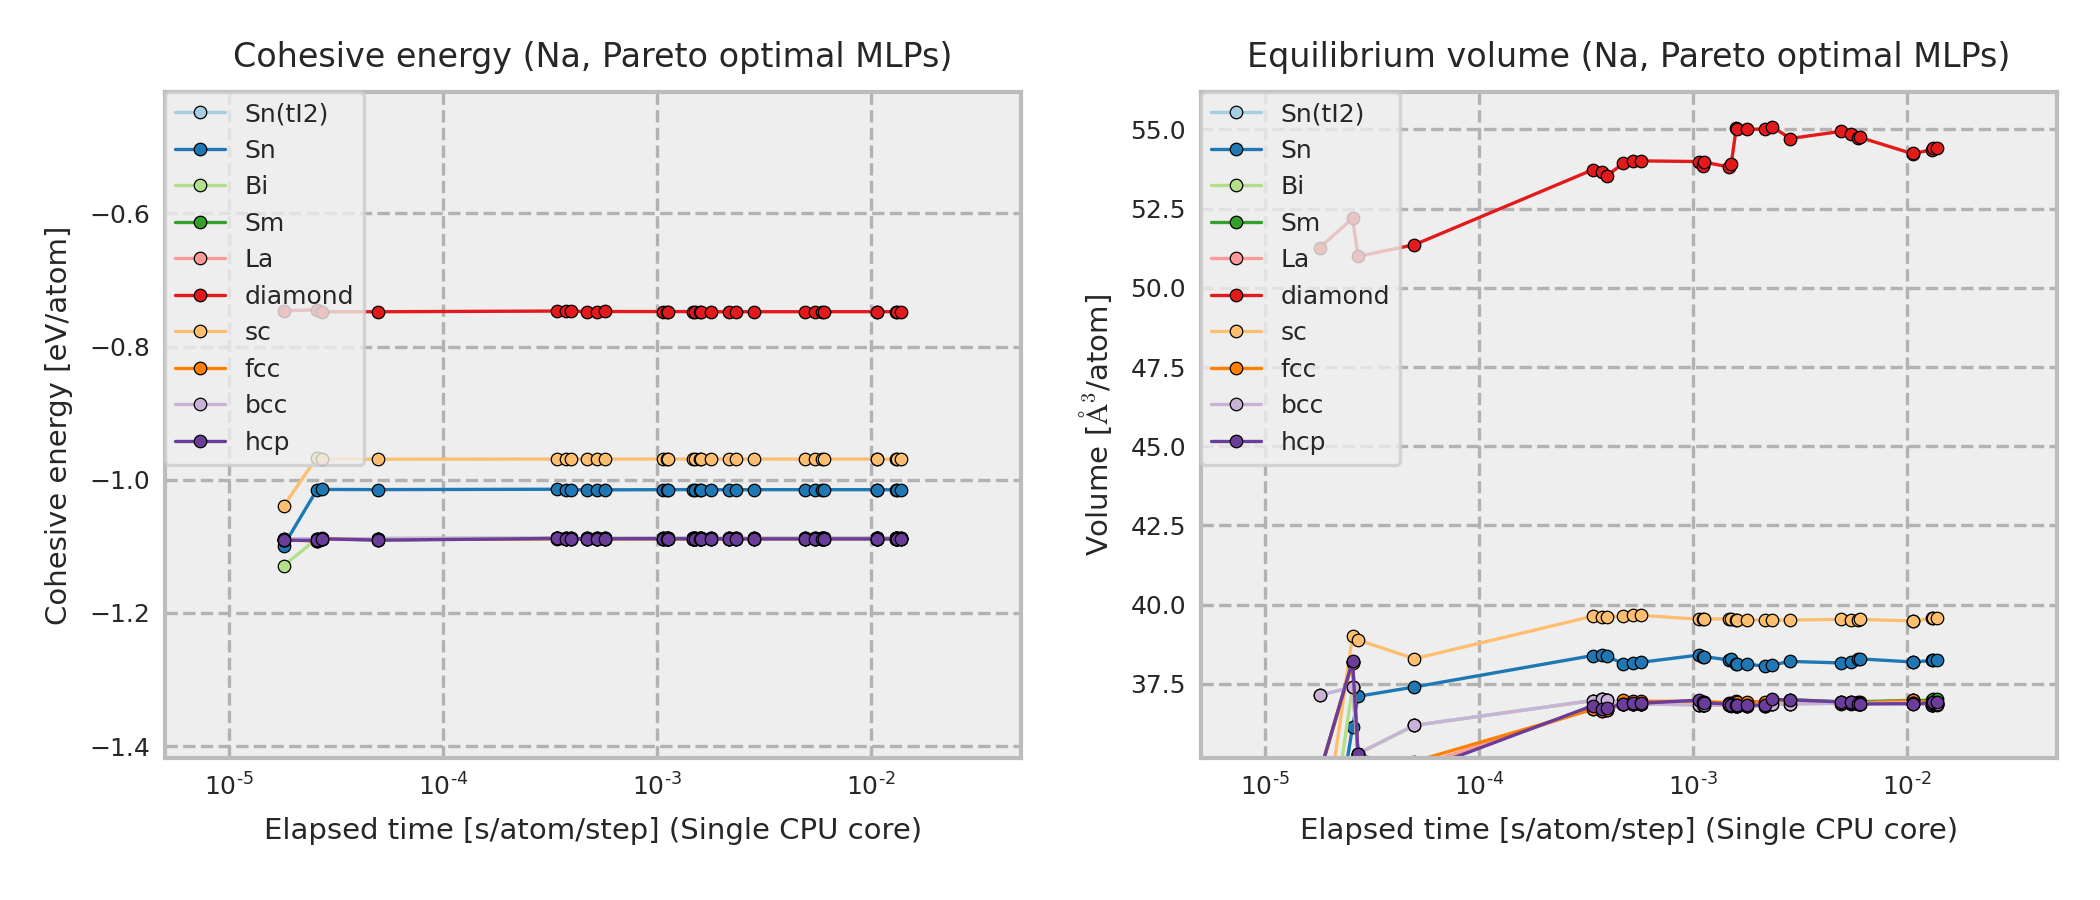 Cohesive energy (Na, Pareto optimal MLPs)
Cohesive energy [eV/atom]
−0.6
−0.8
−1.0
−1.2
−1.4
Sn(tI2)
Sn
Bi
Sm
La
diamond
sc
fcc
bcc
hcp
10⁻⁵ 10⁻⁴ 10⁻³ 10⁻²
Elapsed time [s/atom/step] (Single CPU core)
Equilibrium volume (Na, Pareto optimal MLPs)
Volume [Å³/atom]
55.0
52.5
50.0
47.5
45.0
42.5
40.0
37.5
Sn(tI2)
Sn
Bi
Sm
La
diamond
sc
fcc
bcc
hcp
10⁻⁵ 10⁻⁴ 10⁻³ 10⁻²
Elapsed time [s/atom/step] (Single CPU core)